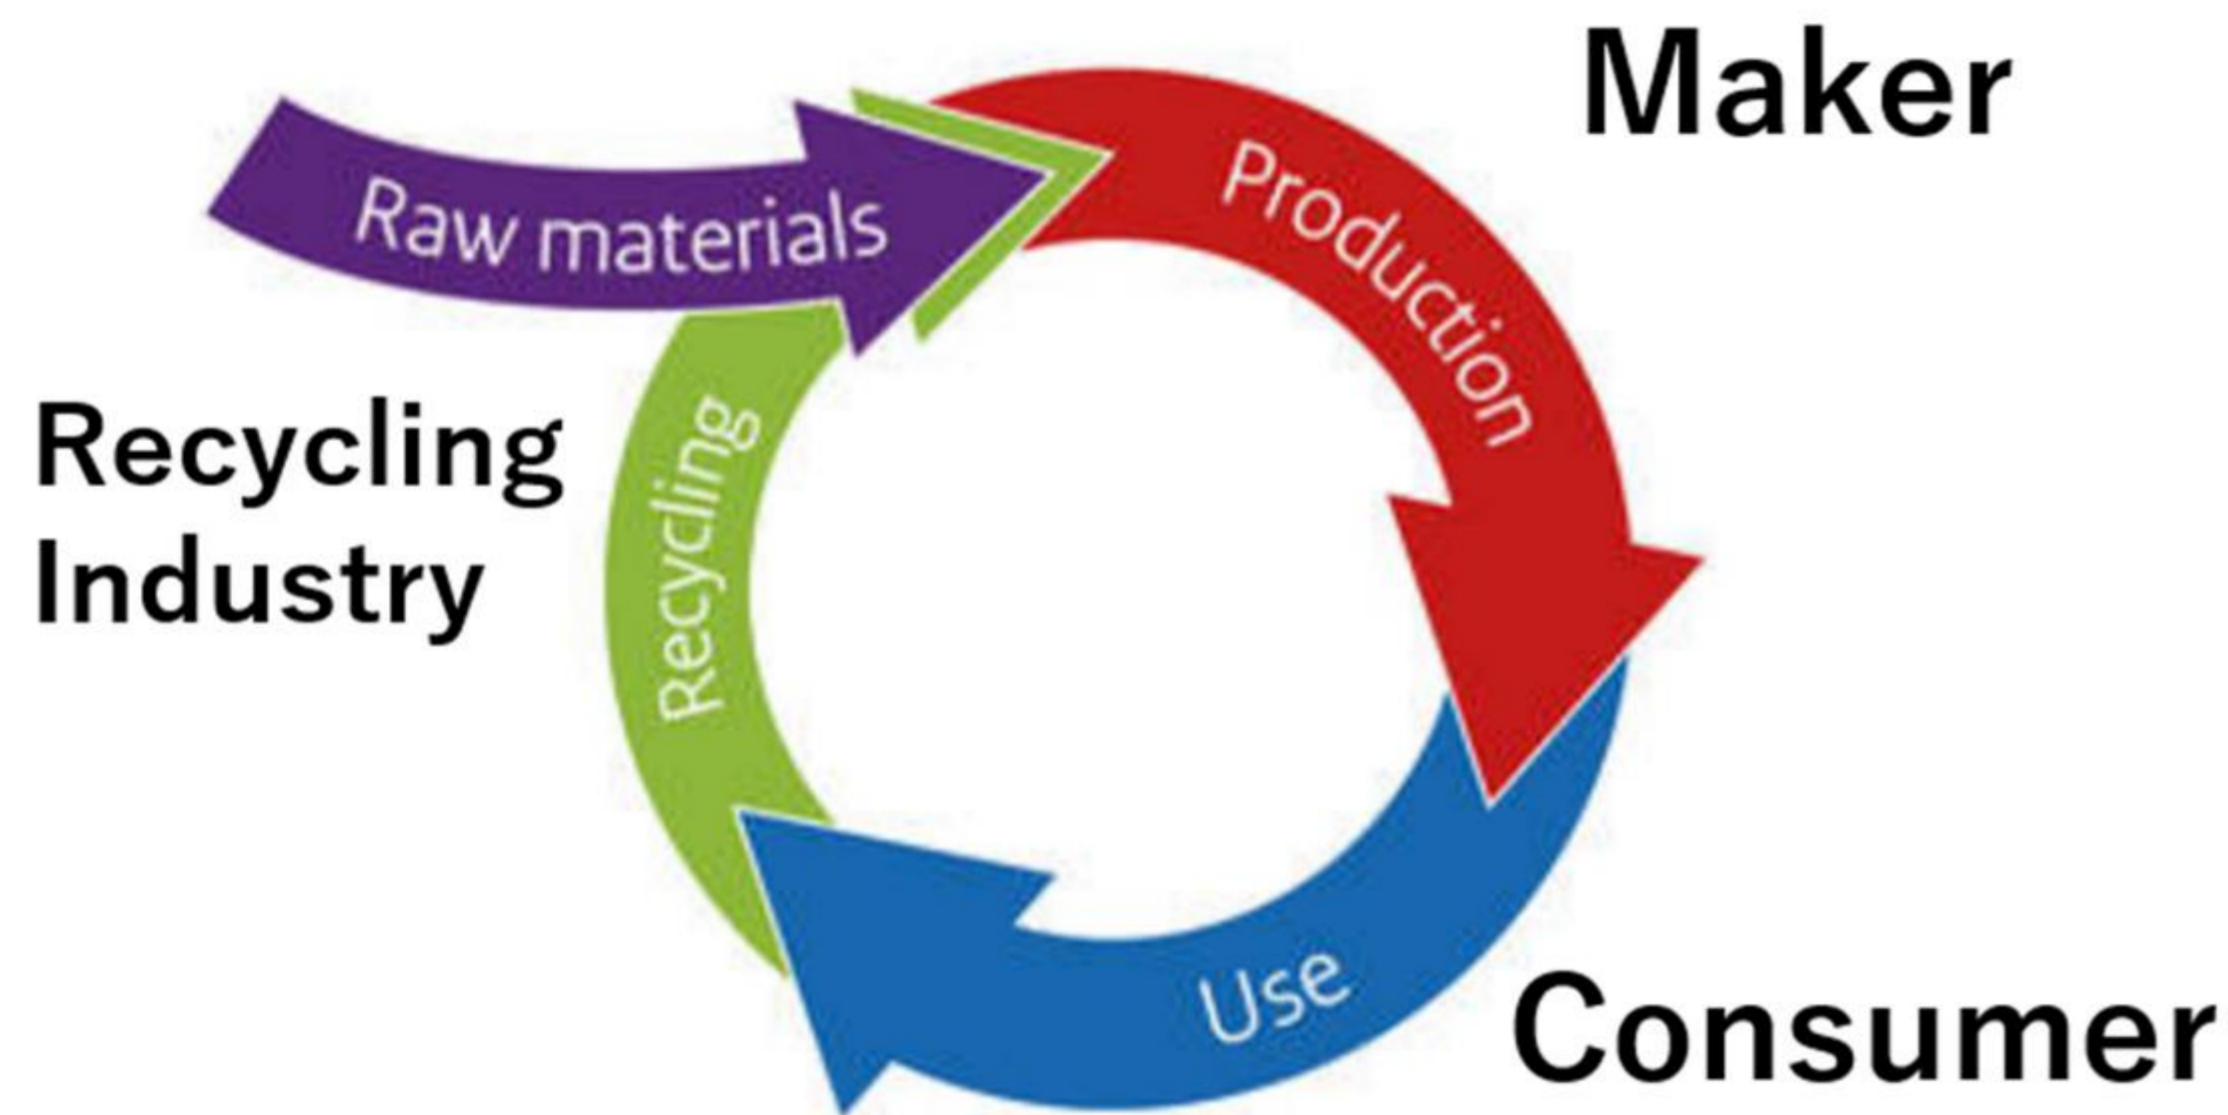 Maker
Raw materials
Production
Recycling
Industry
Recycling
Use
Consumer